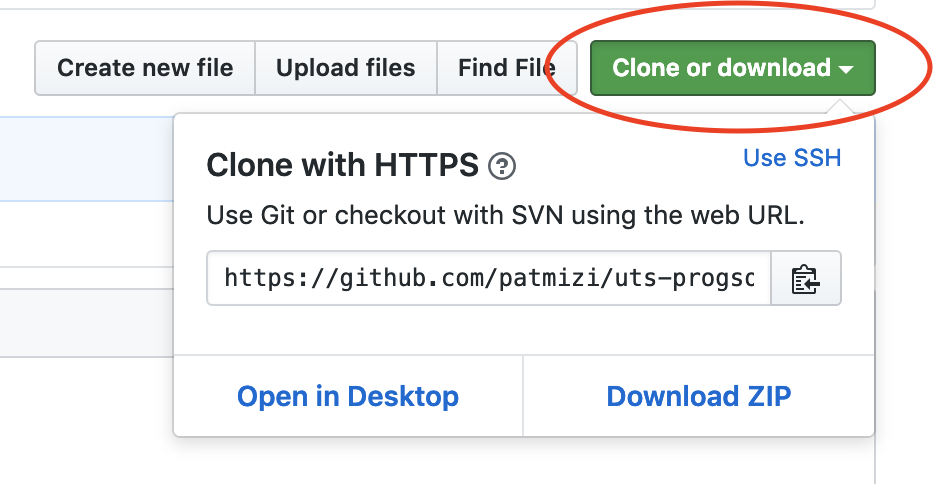 Create new file Upload files Find File Clone or download
Clone with HTTPS ?
Use SSH
Use Git or checkout with SVN using the web URL.
https://github.com/patmizi/uts-progsc
Open in Desktop Download ZIP